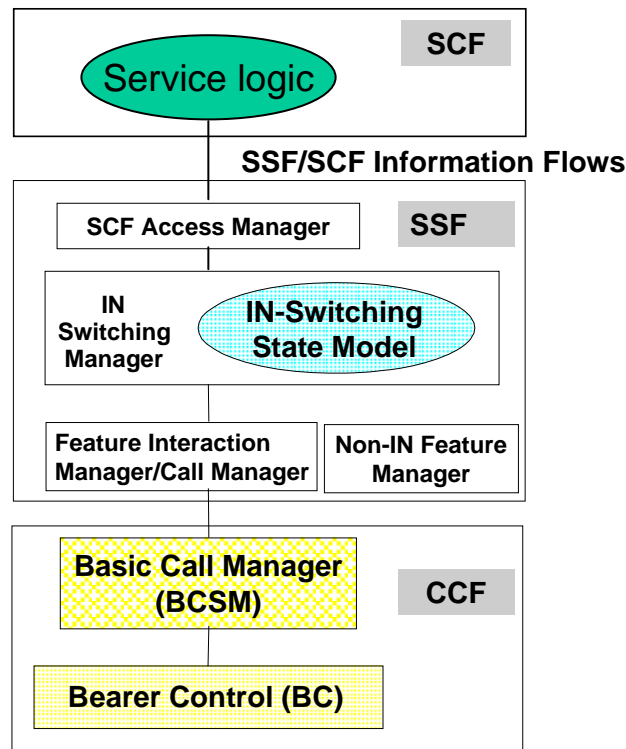 SCF
Service logic
SSF/SCF Information Flows
SCF Access Manager
SSF
IN
Switching
Manager
IN-Switching
State Model
Feature Interaction
Manager/Call Manager
Non-IN Feature
Manager
Basic Call Manager
(BCSM)
CCF
Bearer Control (BC)